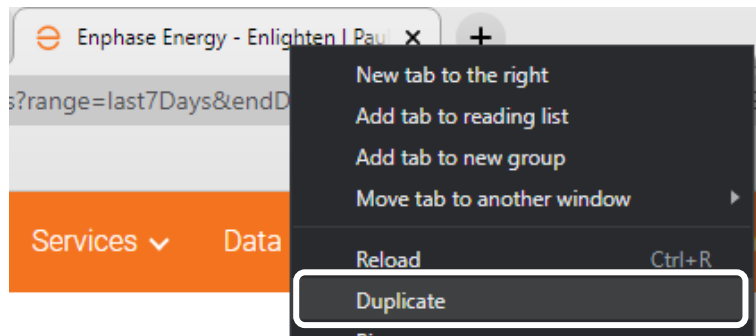 Enphase Energy - Enlighten | Pau
New tab to the right
s?range=last7Days&endD
Add tab to reading list
Add tab to new group
Move tab to another window
Services
Data
Reload Ctrl+R
Duplicate